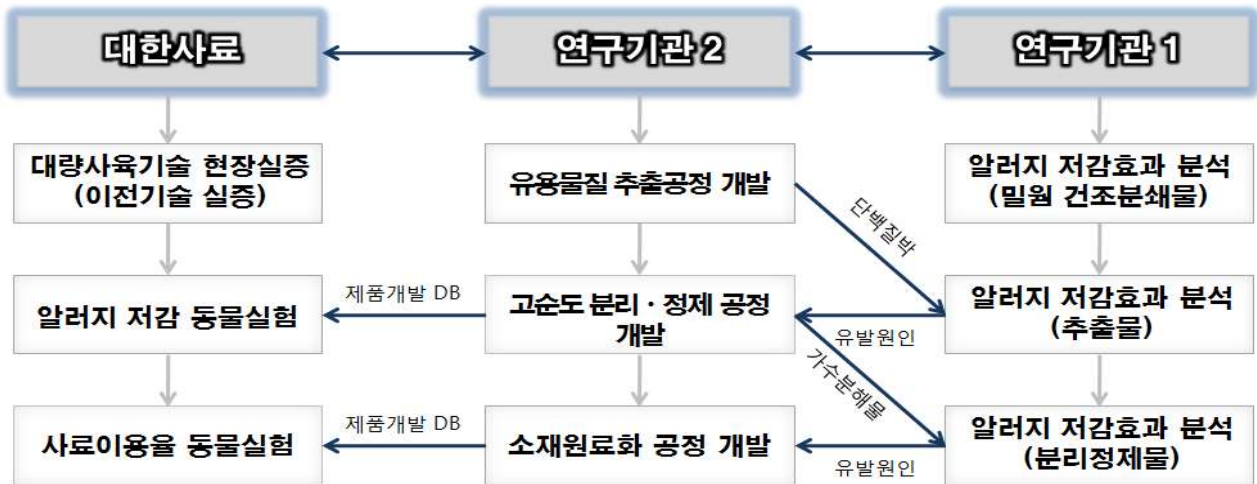 대한사료
연구기관 2
연구기관 1
대량사육기술 현장실증
(이전기술 실증)
유용물질 추출공정 개발
알러지 저감효과 분석
(밀웜 건조분쇄물)
단백질박
알러지 저감 동물실험
제품개발 DB
고순도 분리 · 정제 공정
개발
유발원인
알러지 저감효과 분석
(추출물)
가수분해물
사료이용율 동물실험
제품개발 DB
소재원료화 공정 개발
유발원인
알러지 저감효과 분석
(분리정제물)